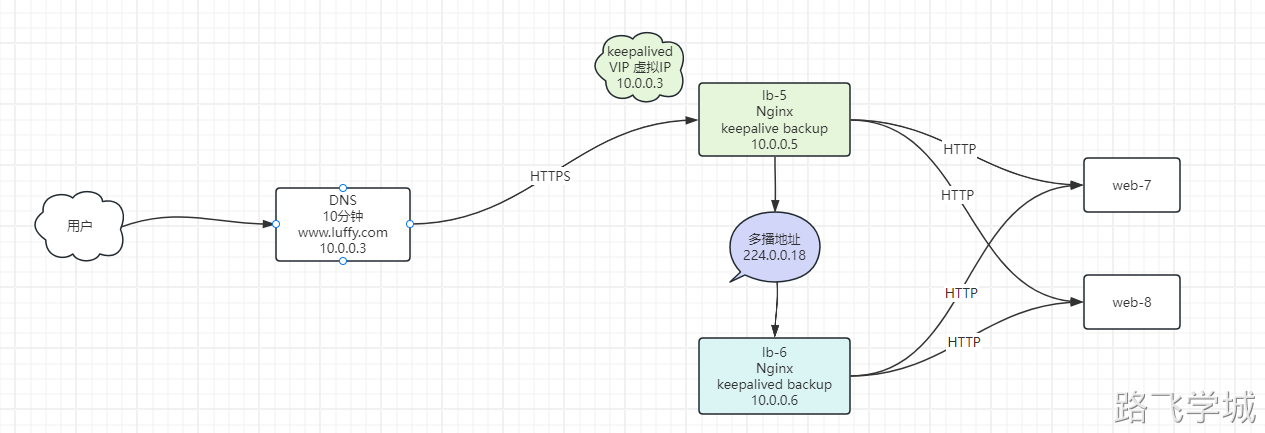 keepalived
VIP 虚拟IP
10.0.0.3
lb-5
Nginx
keepalive backup
10.0.0.5
HTTP
HTTPS
HTTP
web-7
用户
DNS
10分钟
www.luffy.com
10.0.0.3
多播地址
224.0.0.18
HTTP
web-8
HTTP
lb-6
Nginx
keepalived backup
10.0.0.6
路飞学城